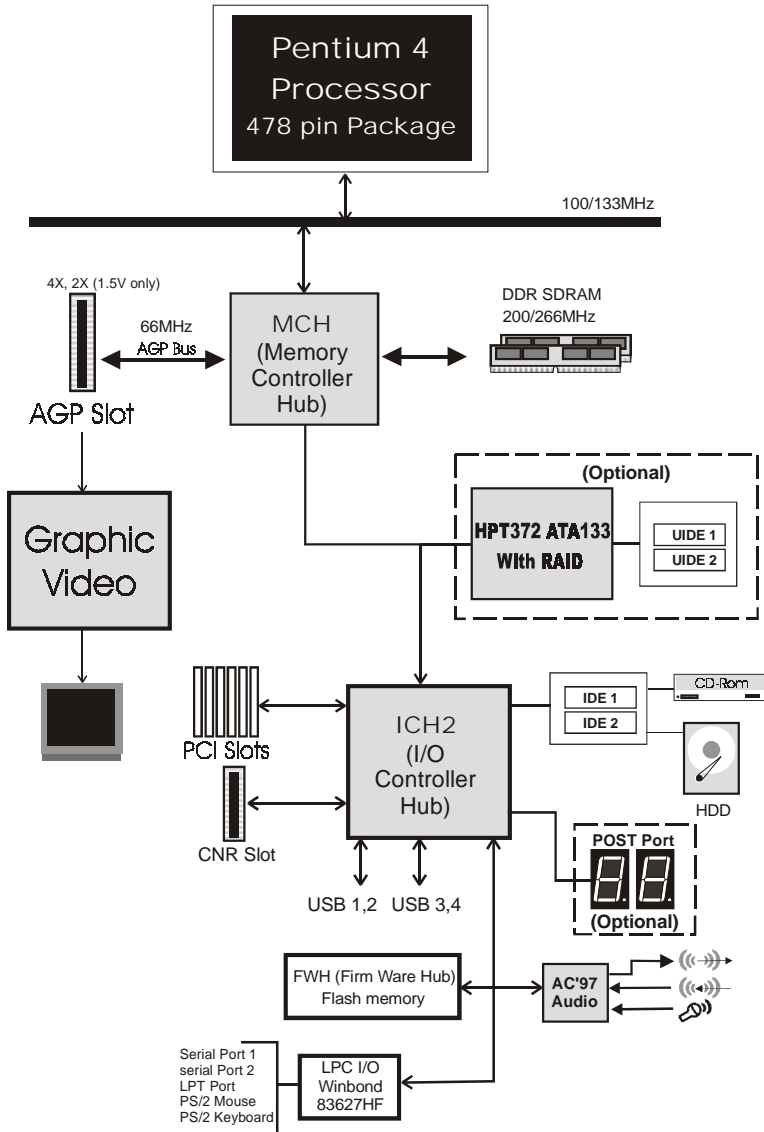 Pentium 4
Processor
478 pin Package
100/133MHz
4X, 2X (1.5V only)
66MHz
AGP Bus
AGP Slot
MCH
(Memory
Controller
Hub)
DDR SDRAM
200/266MHz
Graphic
Video
(Optional)
HPT372 ATA133
With RAID
UIDE 1
UIDE 2
PCI Slots
CNR Slot
ICH2
(I/O
Controller
Hub)
IDE 1
IDE 2
CD-Rom
HDD
USB 1,2
USB 3,4
POST Port
88
(Optional)
FWH (Firm Ware Hub)
Flash memory
AC'97
Audio
Serial Port 1
serial Port 2
LPT Port
PS/2 Mouse
PS/2 Keyboard
LPC I/O
Winbond
83627HF